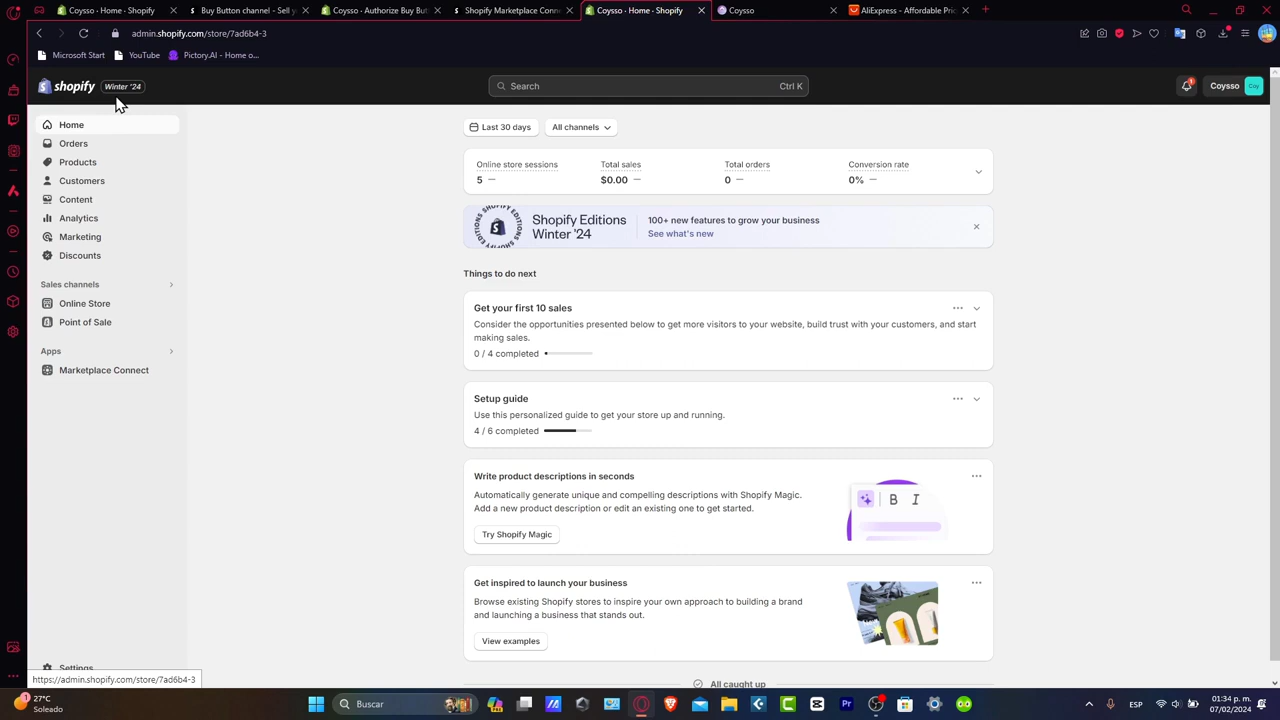 Coysso · Home · Shopify
Buy Button channel - Sell y
Coysso · Authorize Buy Butt
Shopify Marketplace Conn
Coysso · Home · Shopify
Coysso
AliExpress - Affordable Pric
admin.shopify.com/store/7ad6b4-3
Microsoft Start
YouTube
Pictory.AI - Home o...
shopify
Winter '24
Search
Ctrl K
1
Coysso
Coy
Home
Orders
Products
Customers
Content
Analytics
Marketing
Discounts
Sales channels
Online Store
Point of Sale
Apps
Marketplace Connect
Settings
Last 30 days
All channels
Online store sessions
5 —
Total sales
$0.00 —
Total orders
0 —
Conversion rate
0% —
SHOPIFY EDITIONS
Shopify Editions
Winter '24
100+ new features to grow your business
See what's new
Things to do next
Get your first 10 sales
Consider the opportunities presented below to get more visitors to your website, build trust with your customers, and start
making sales.
0 / 4 completed
Setup guide
Use this personalized guide to get your store up and running.
4 / 6 completed
Write product descriptions in seconds
Automatically generate unique and compelling descriptions with Shopify Magic.
Add a new product description or edit an existing one to get started.
Try Shopify Magic
B I
Get inspired to launch your business
Browse existing Shopify stores to inspire your own approach to building a brand
and launching a business that stands out.
View examples
All caught up
https://admin.shopify.com/store/7ad6b4-3
27°C
Soleado
Buscar
Pr
ESP
01:34 p. m.
07/02/2024